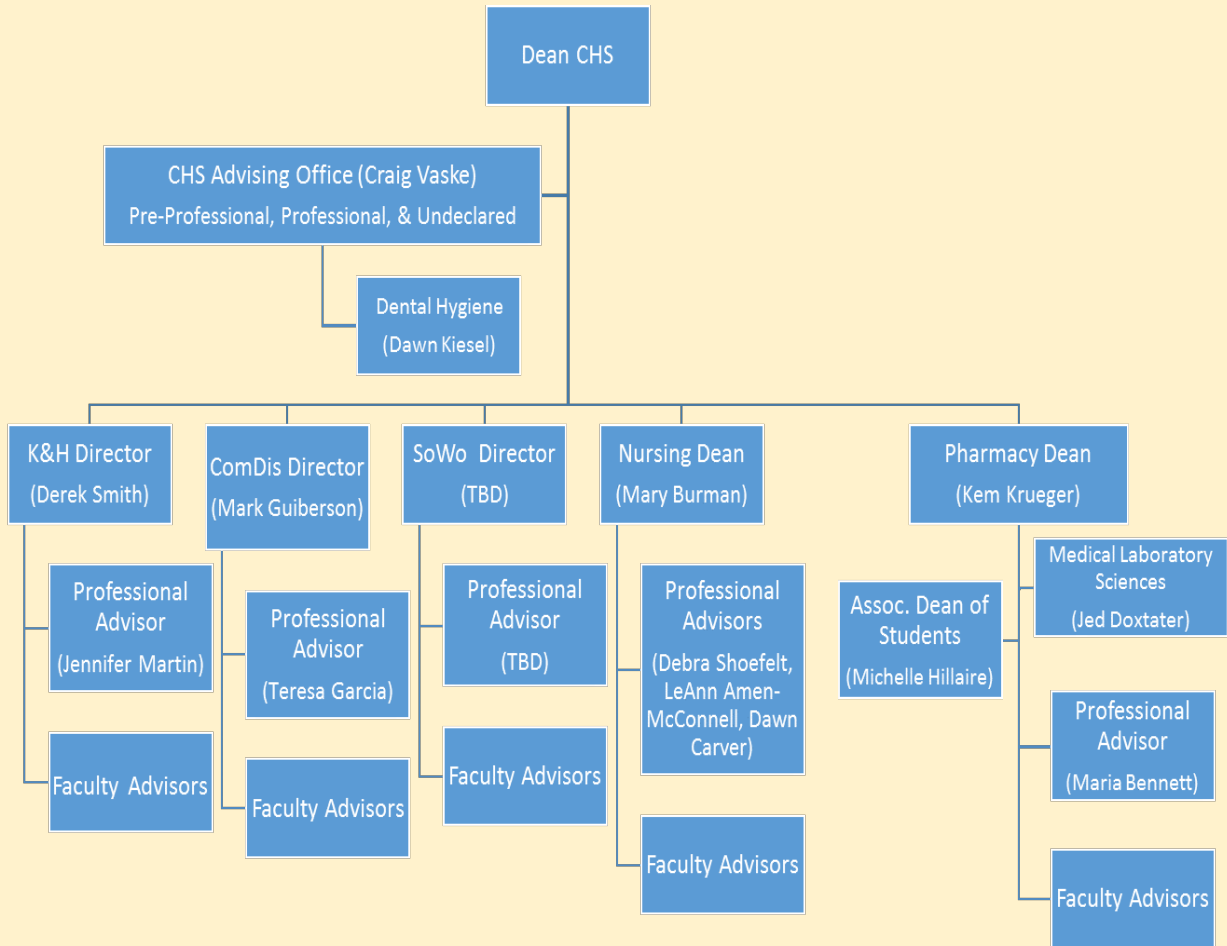 Dean CHS
CHS Advising Office (Craig Vaske)
Pre-Professional, Professional, & Undeclared
Dental Hygiene
(Dawn Kiesel)
K&H Director
(Derek Smith)
Professional
Advisor
(Jennifer Martin)
Faculty Advisors
ComDis Director
(Mark Guiberson)
Professional
Advisor
(Teresa Garcia)
Faculty Advisors
SoWo Director
(TBD)
Professional
Advisor
(TBD)
Faculty Advisors
Nursing Dean
(Mary Burman)
Professional
Advisors
(Debra Shoefelt,
LeAnn Amen-
McConnell, Dawn
Carver)
Faculty Advisors
Pharmacy Dean
(Kem Krueger)
Medical Laboratory
Sciences
(Jed Doxtater)
Assoc. Dean of
Students
(Michelle Hillaire)
Professional
Advisor
(Maria Bennett)
Faculty Advisors